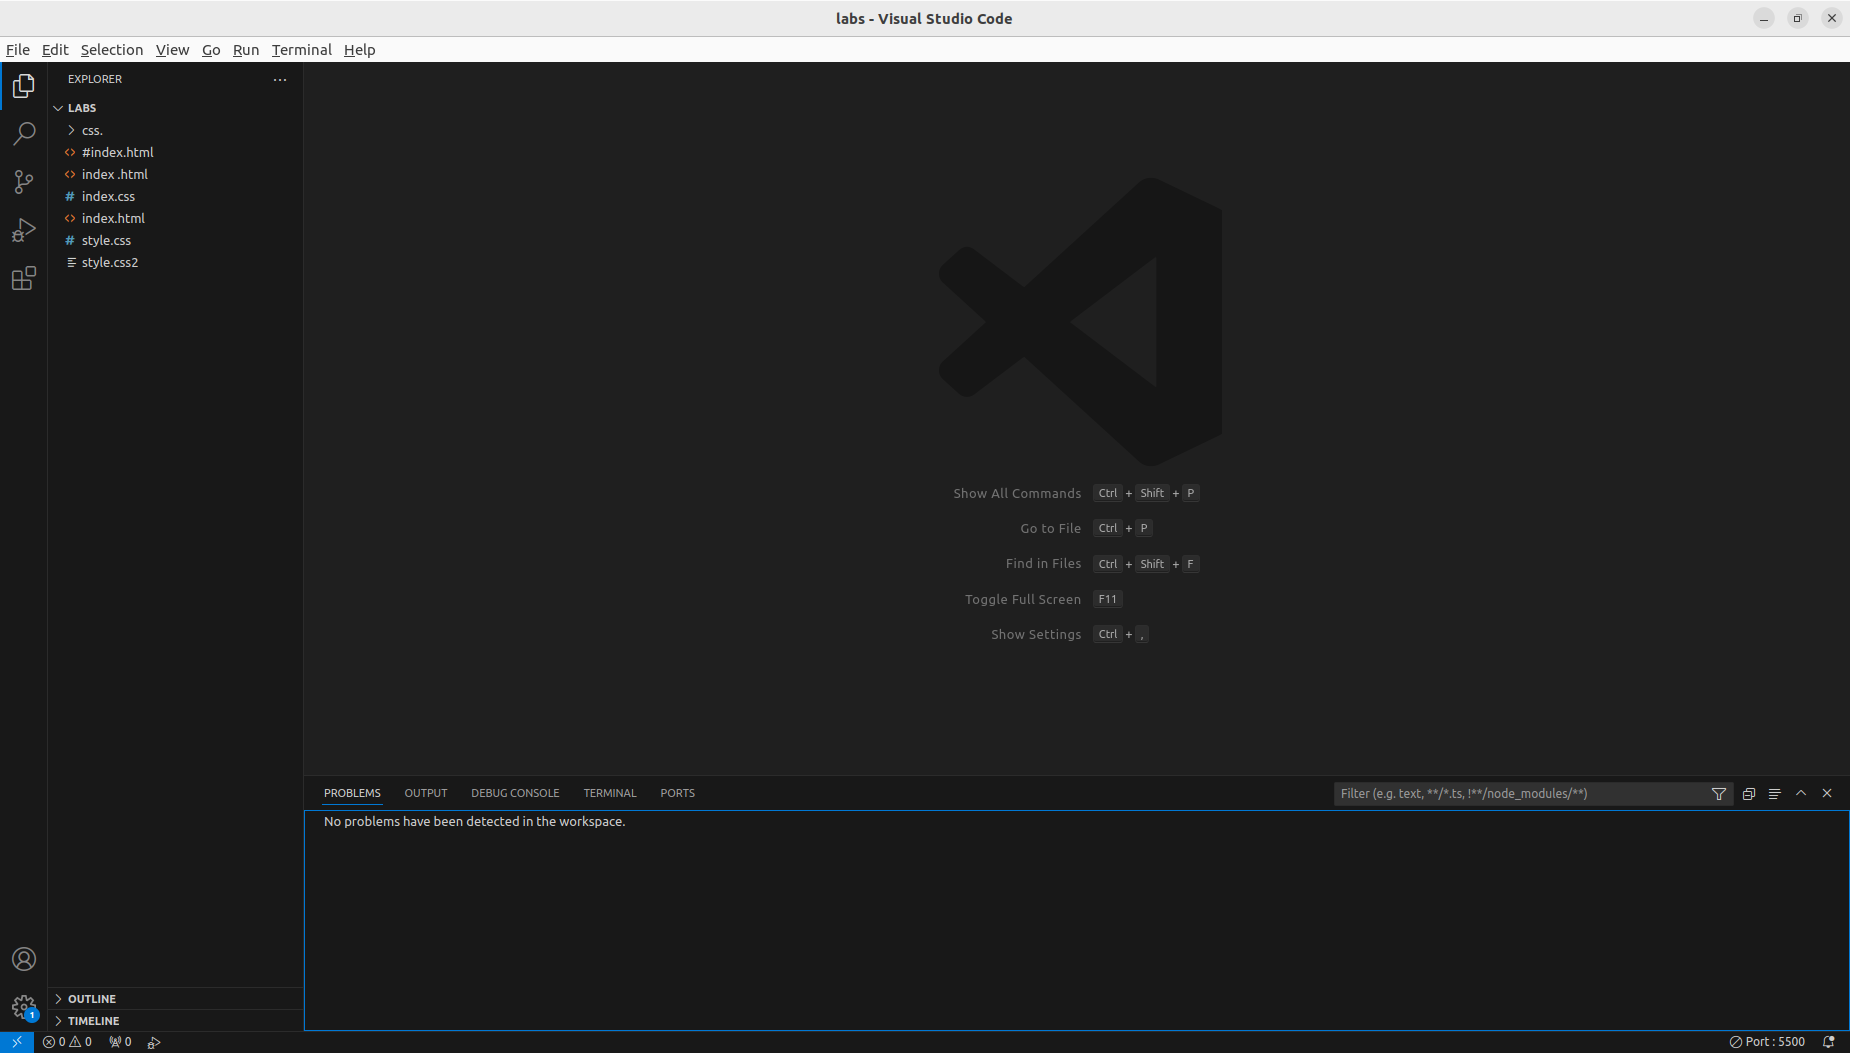 labs - Visual Studio Code
File Edit Selection View Go Run Terminal Help
EXPLORER
LABS
css.
#index.html
index .html
index.css
index.html
style.css
style.css2
Show All Commands Ctrl + Shift + P
Go to File Ctrl + P
Find in Files Ctrl + Shift + F
Toggle Full Screen F11
Show Settings Ctrl + ,
PROBLEMS OUTPUT DEBUG CONSOLE TERMINAL PORTS Filter (e.g. text, **/*.ts, !**/node_modules/**)
No problems have been detected in the workspace.
OUTLINE
1
TIMELINE
0 0 0 Port : 5500